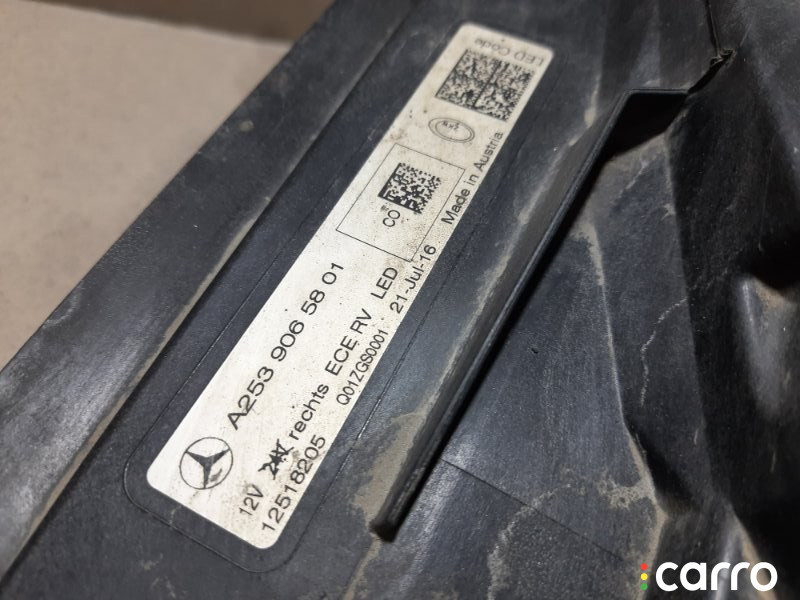 LED Code
Made in Austria
CO
A253 906 58 01
12V 24V rechts ECE RV LED
12518205 Q01ZGS0001 21-Jul-16
carro